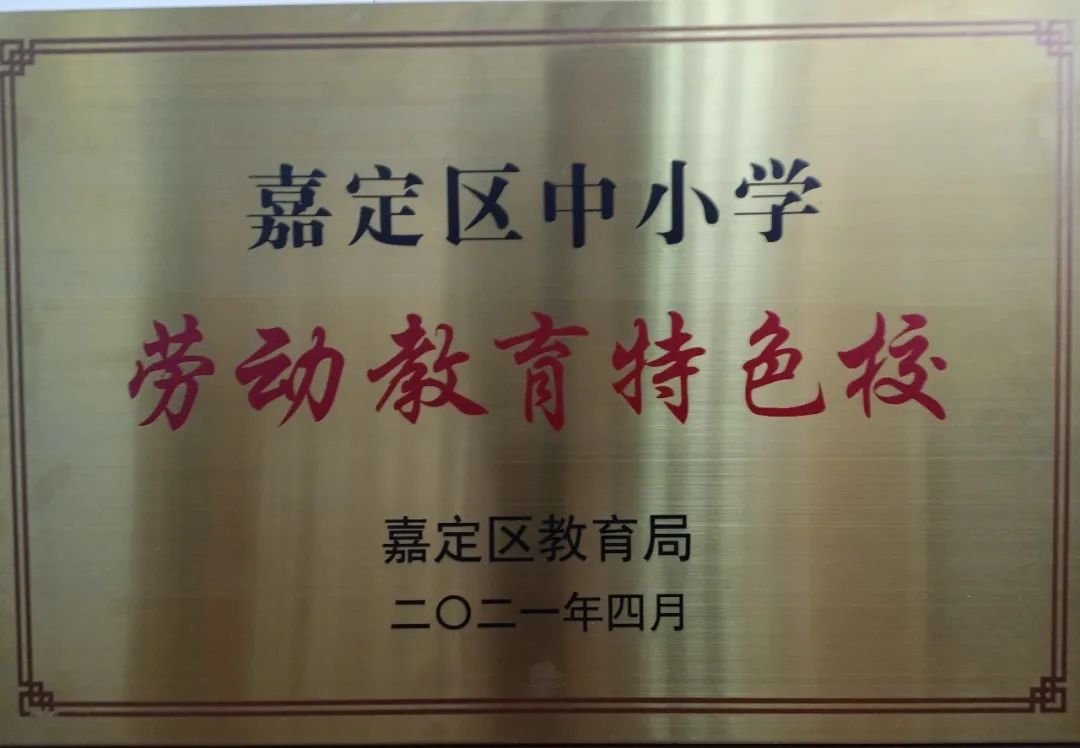 嘉定区中小学
劳动教育特色校
嘉定区教育局
二〇二一年四月